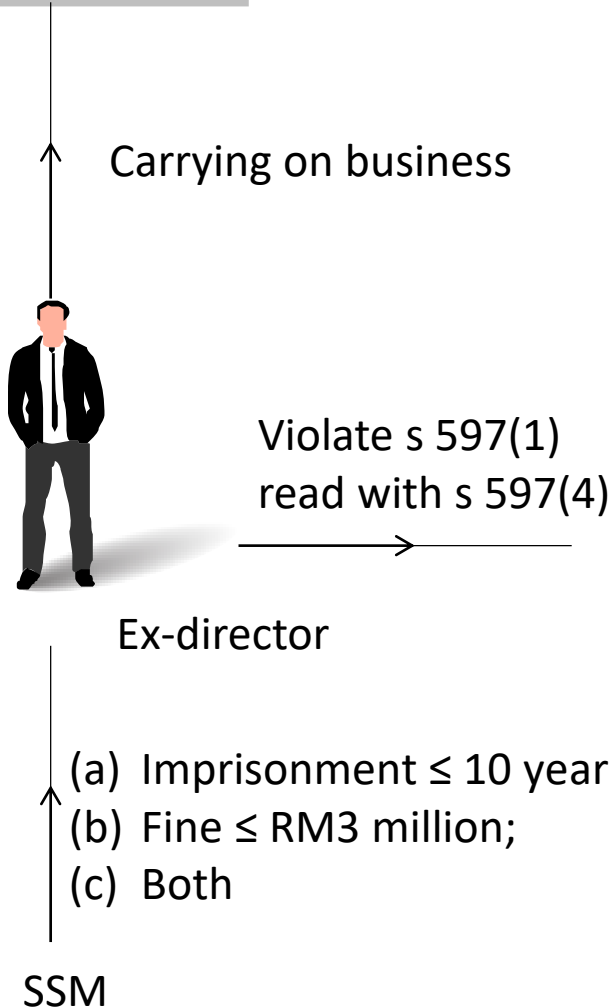 Carrying on business
Violate s 597(1)
read with s 597(4)
Ex-director
(a) Imprisonment ≤ 10 year
(b) Fine ≤ RM3 million;
(c) Both
SSM